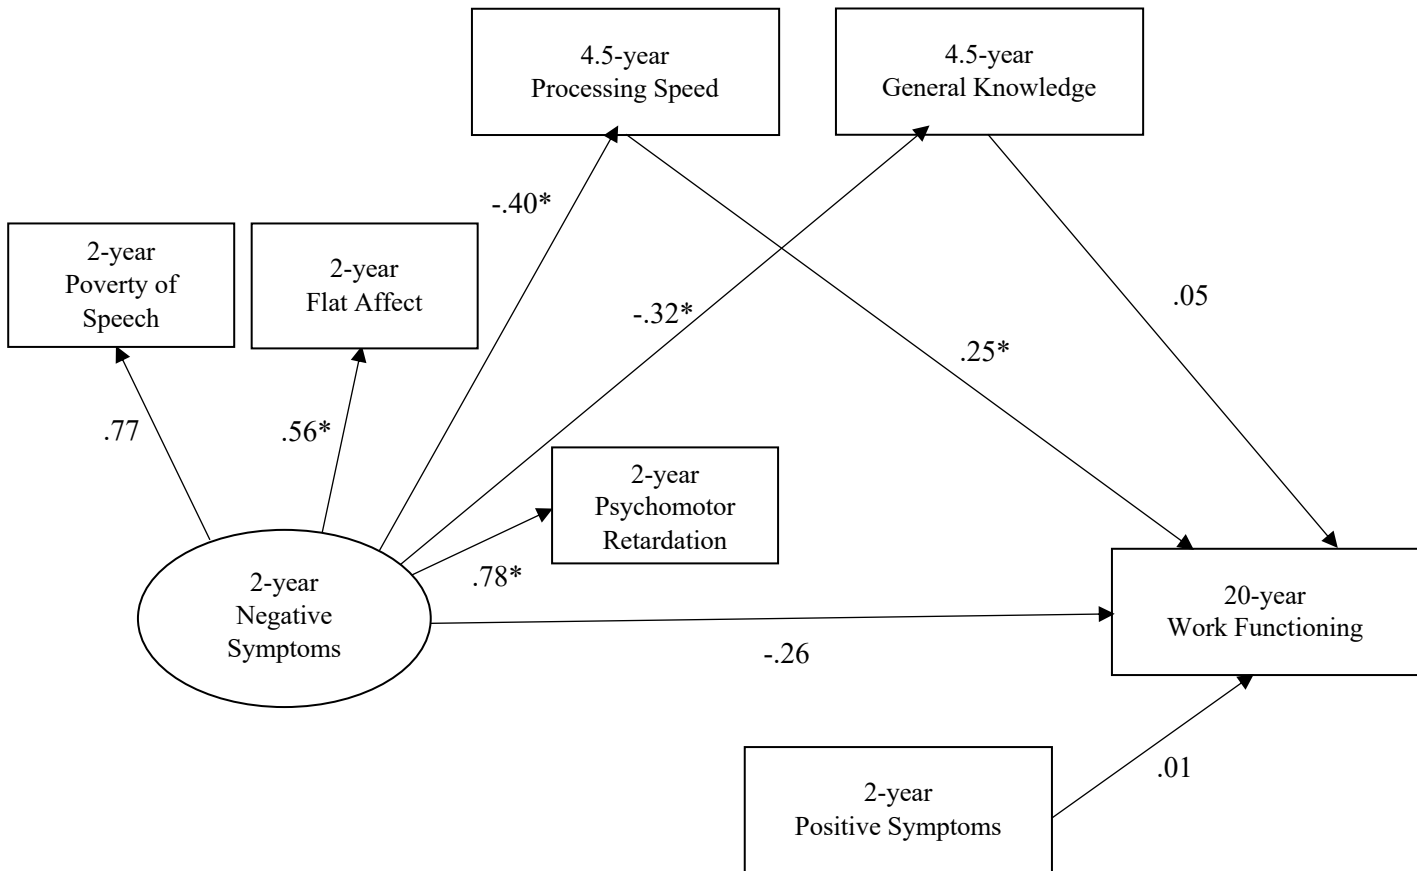 4.5-year
Processing Speed
4.5-year
General Knowledge
-.40*
2-year
Poverty of
Speech
2-year
Flat Affect
-.32*
.05
.25*
.77
.56*
2-year
Psychomotor
Retardation
.78*
2-year
Negative
Symptoms
20-year
Work Functioning
-.26
2-year
Positive Symptoms
.01